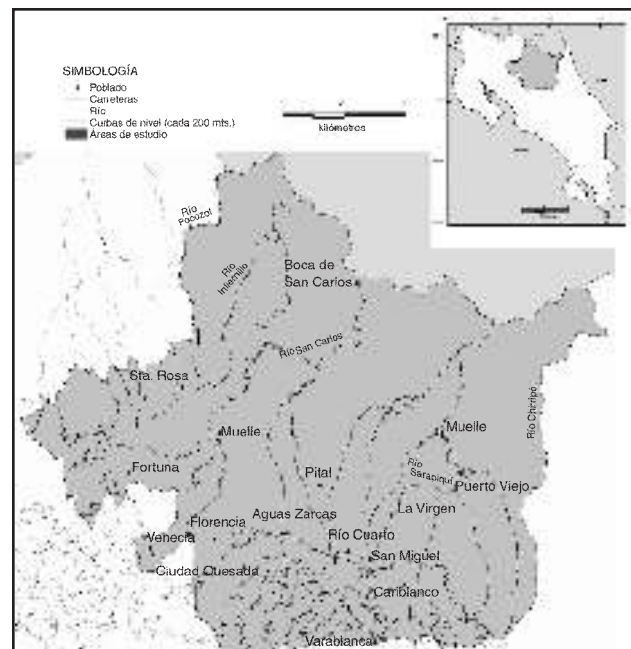 SIMBOLOGÍA
Poblado
Carreteras
Río
Curbas de nivel (cada 200 mts.)
Áreas de estudio
kilómetros
Río
Pocozol
Río
Infiernillo
Boca de
San Carlos
Río San Carlos
Sta. Rosa
Muelle
Muelle
Río Chirripó
Fortuna
Pital
Río
Sarapiquí
Puerto Viejo
La Virgen
Aguas Zarcas
Florencia
Venecia
Río Cuarto
San Miguel
Ciudad Quesada
Cariblanco
Varablanca